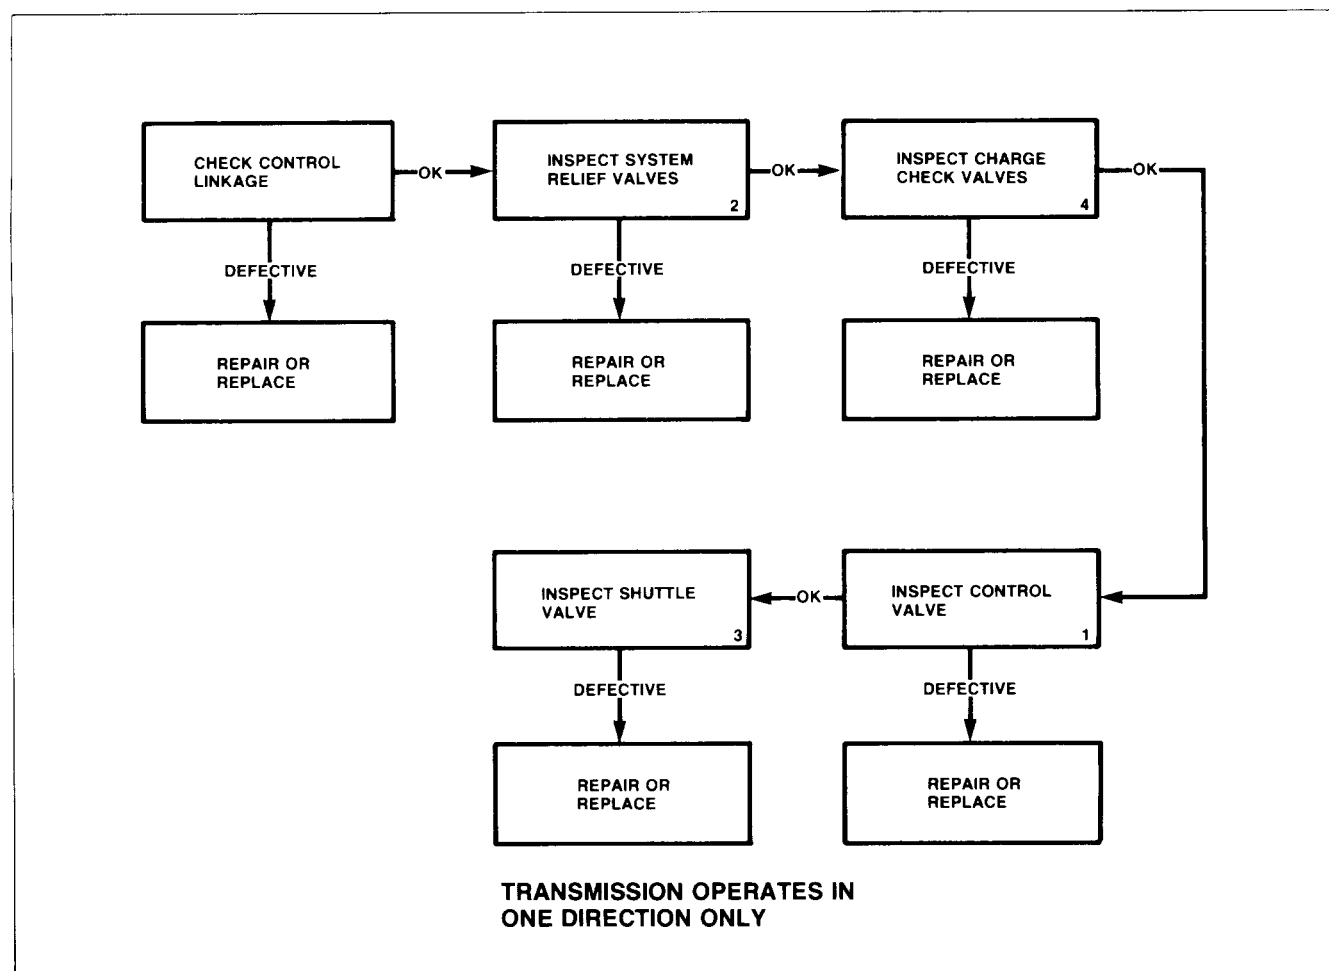 CHECK CONTROL
LINKAGE
OK
INSPECT SYSTEM
RELIEF VALVES
2
OK
INSPECT CHARGE
CHECK VALVES
4
OK
DEFECTIVE
DEFECTIVE
DEFECTIVE
REPAIR OR
REPLACE
REPAIR OR
REPLACE
REPAIR OR
REPLACE
INSPECT SHUTTLE
VALVE
3
OK
INSPECT CONTROL
VALVE
1
DEFECTIVE
DEFECTIVE
REPAIR OR
REPLACE
REPAIR OR
REPLACE
TRANSMISSION OPERATES IN
ONE DIRECTION ONLY